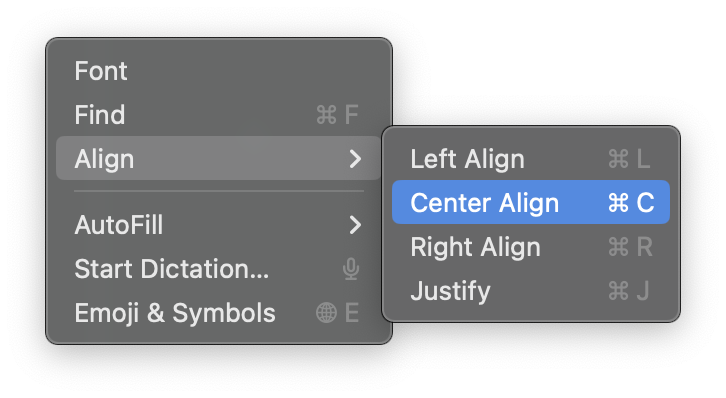 Font
Find ⌘ F
Align
AutoFill
Start Dictation...
Emoji & Symbols E
Left Align ⌘ L
Center Align ⌘ C
Right Align ⌘ R
Justify ⌘ J